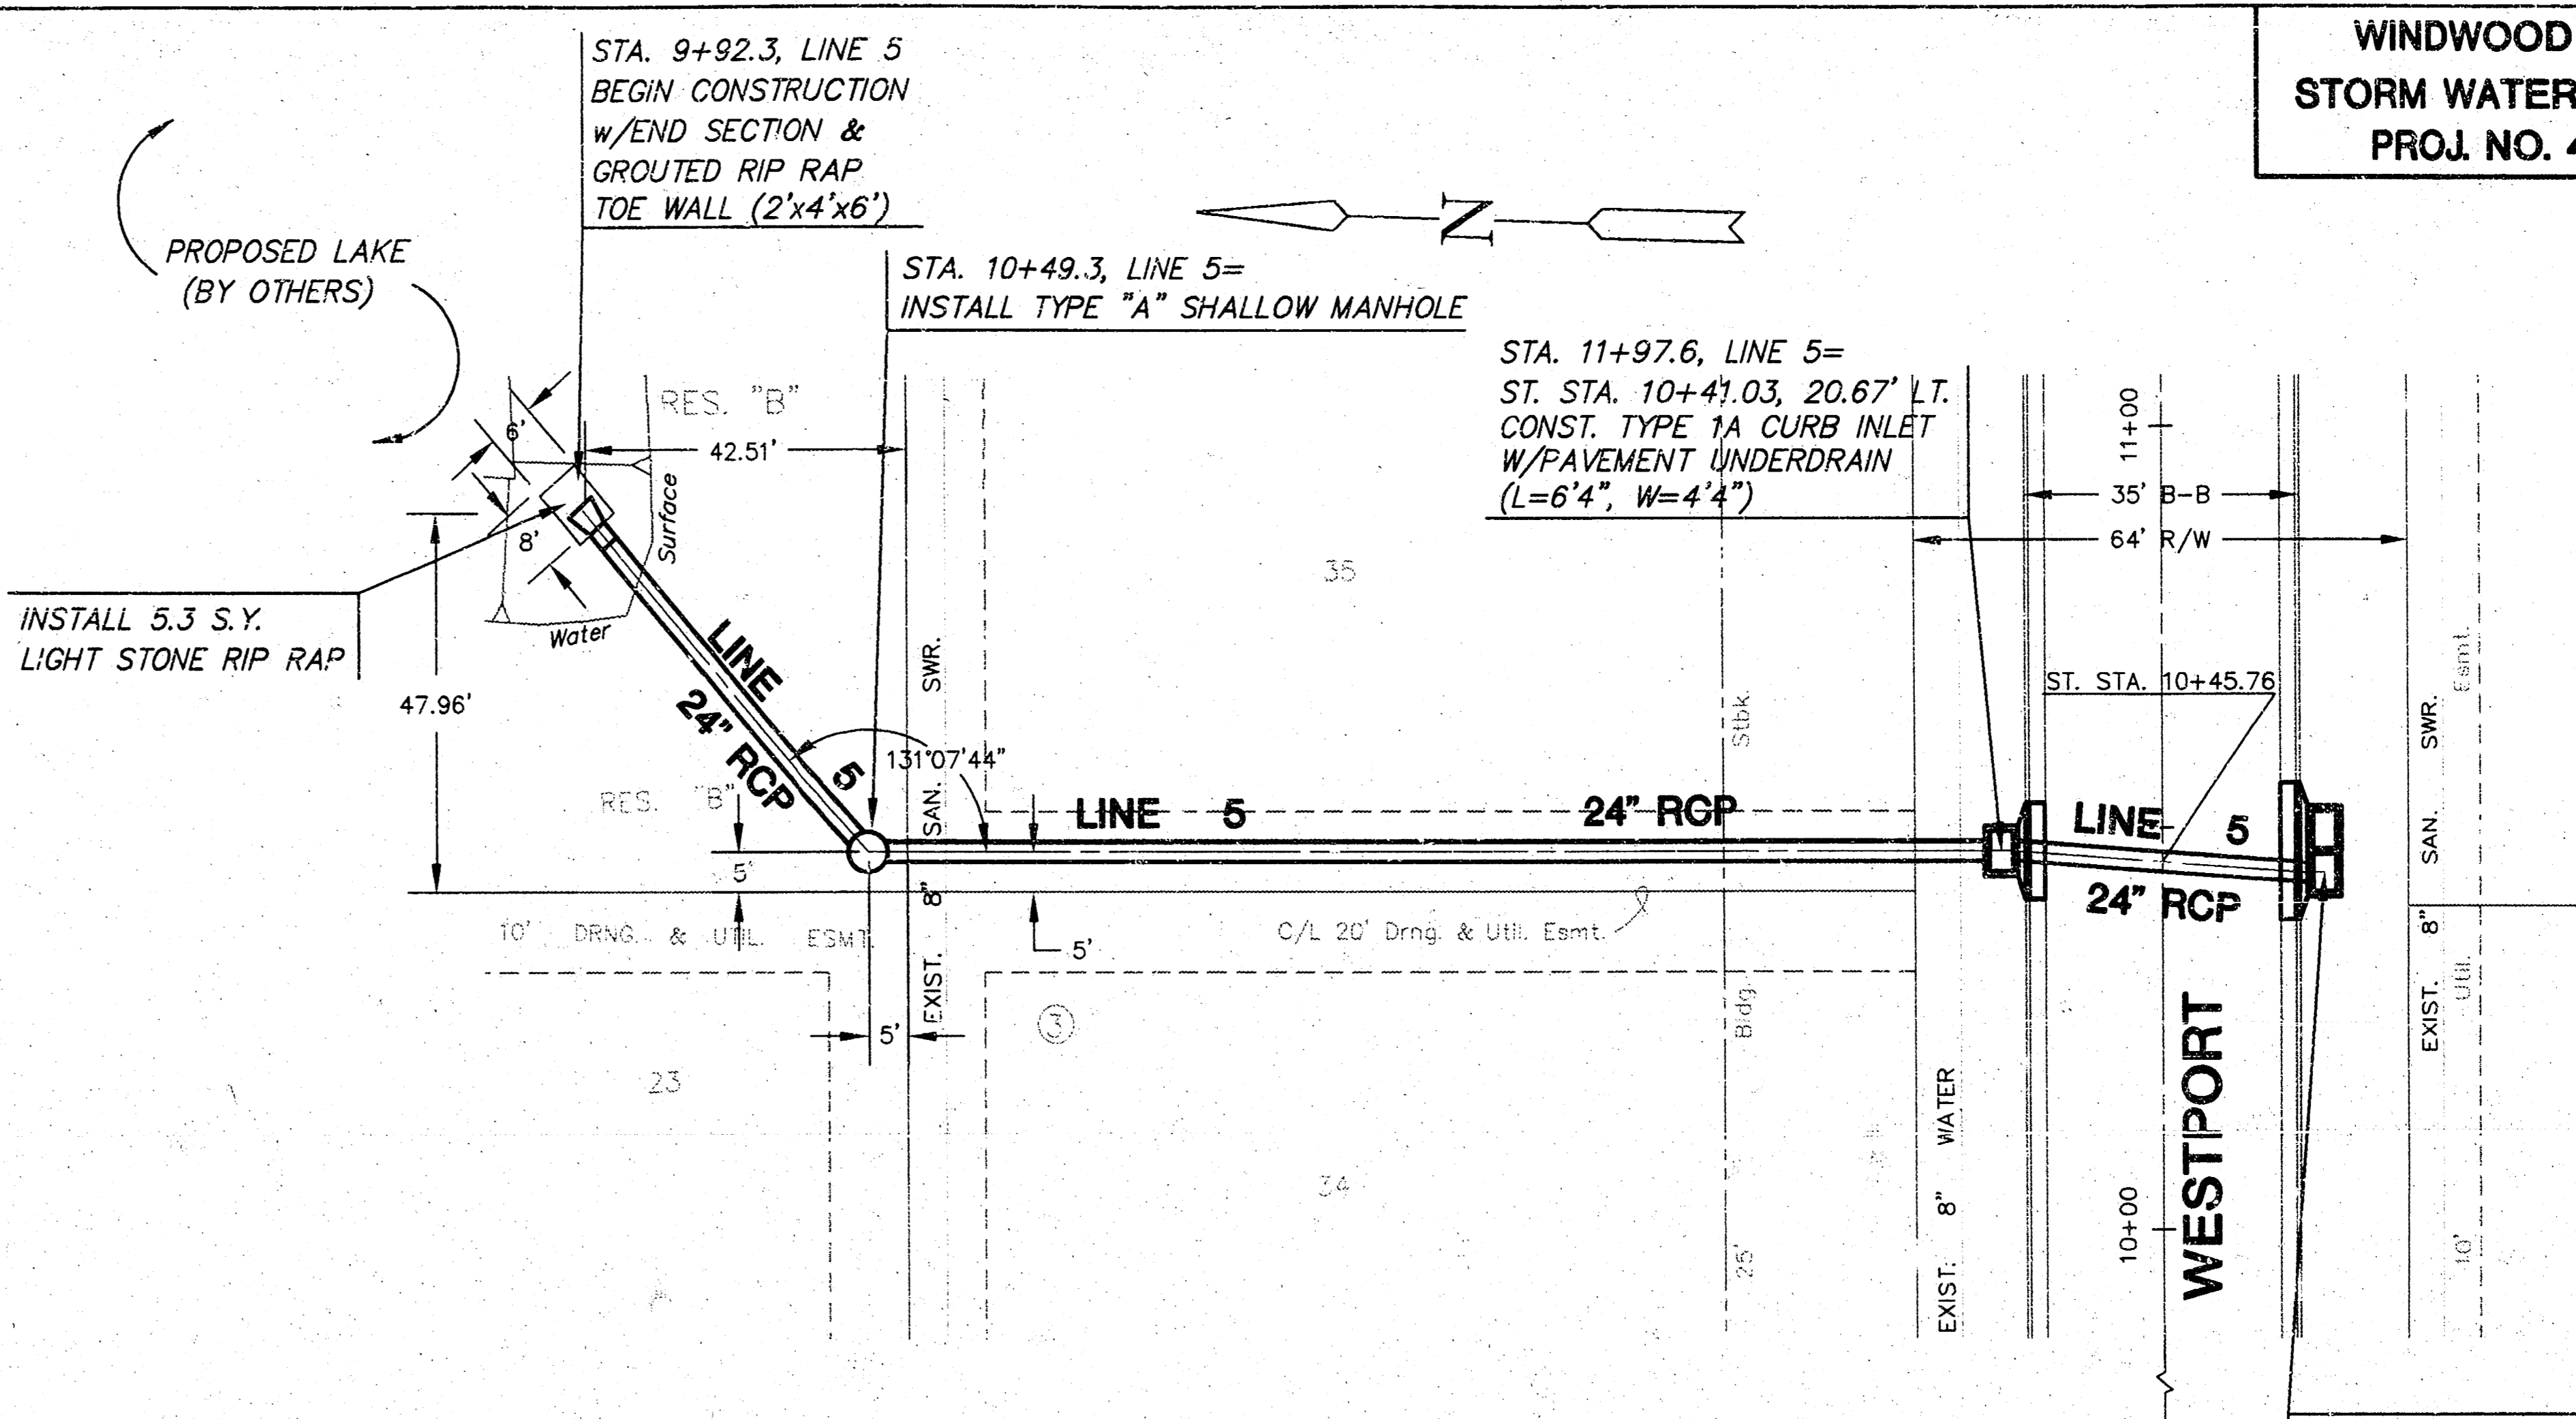 WINDWOOD
STORM WATER
PROJ. NO. 4
STA. 9+92.3, LINE 5
BEGIN CONSTRUCTION
w/END SECTION &
GROUTED RIP RAP
TOE WALL (2'x4'x6')
PROPOSED LAKE
(BY OTHERS)
N
STA. 10+49.3, LINE 5=
INSTALL TYPE "A" SHALLOW MANHOLE
STA. 11+97.6, LINE 5=
ST. STA. 10+41.03, 20.67' LT.
CONST. TYPE 1A CURB INLET
W/PAVEMENT UNDERDRAIN
(L=6'4", W=4'4")
RES. "B"
42.51'
6'
8'
Surface
Water
INSTALL 5.3 S.Y.
LIGHT STONE RIP RAP
47.96'
LINE 5
24" RCP
131°07'44"
RES. "B"
5'
10' DRNG. & UTIL. ESMT.
EXIST. 8" SAN. SWR.
5'
5'
35
LINE 5
24" RCP
C/L 20' Drng. & Util. Esmt.
3
23
34
25' Bldg. Stbk.
EXIST. 8" WATER
11+00
35' B-B
64' R/W
ST. STA. 10+45.76
LINE 5
24" RCP
10+00
WESTPORT
EXIST. 8" SAN. SWR.
10' Util. Esmt.